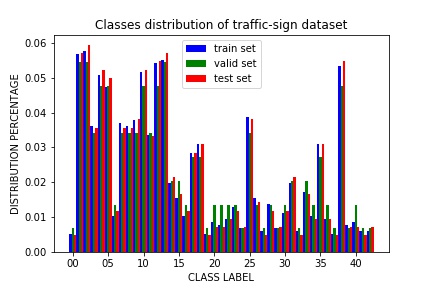 Classes distribution of traffic-sign dataset
DISTRIBUTION PERCENTAGE
0.06
0.05
0.04
0.03
0.02
0.01
0.00
train set
valid set
test set
00 05 10 15 20 25 30 35 40
CLASS LABEL